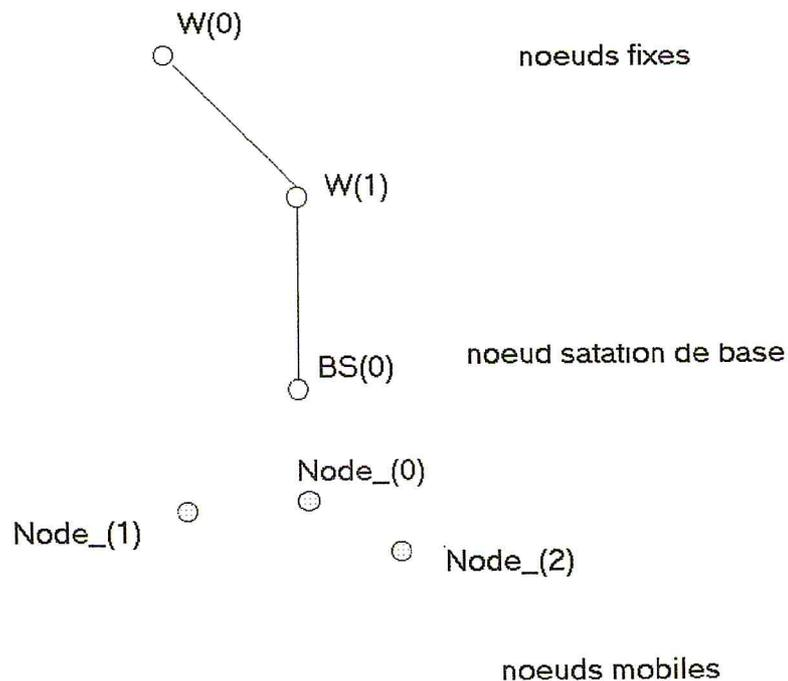 W(0)
noeuds fixes
W(1)
noeud satation de base
BS(0)
Node_(0)
Node_(1)
Node_(2)
noeuds mobiles